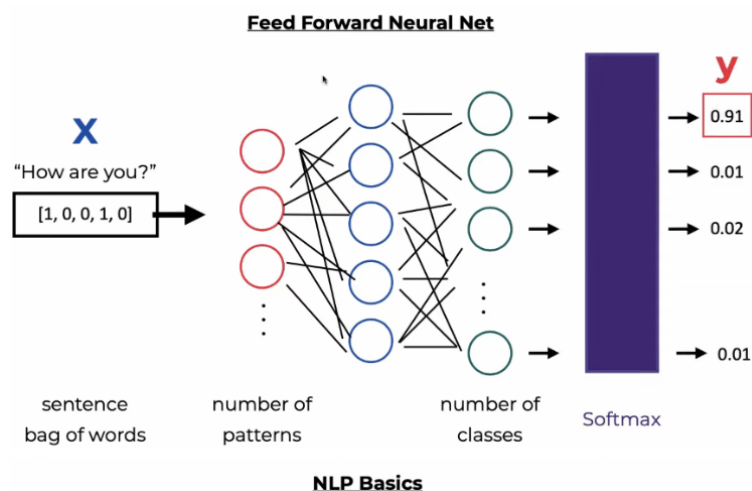 Feed Forward Neural Net
X
"How are you?"
[1, 0, 0, 1, 0]
y
0.91
0.01
0.02
0.01
sentence
bag of words
number of
patterns
number of
classes
Softmax
NLP Basics